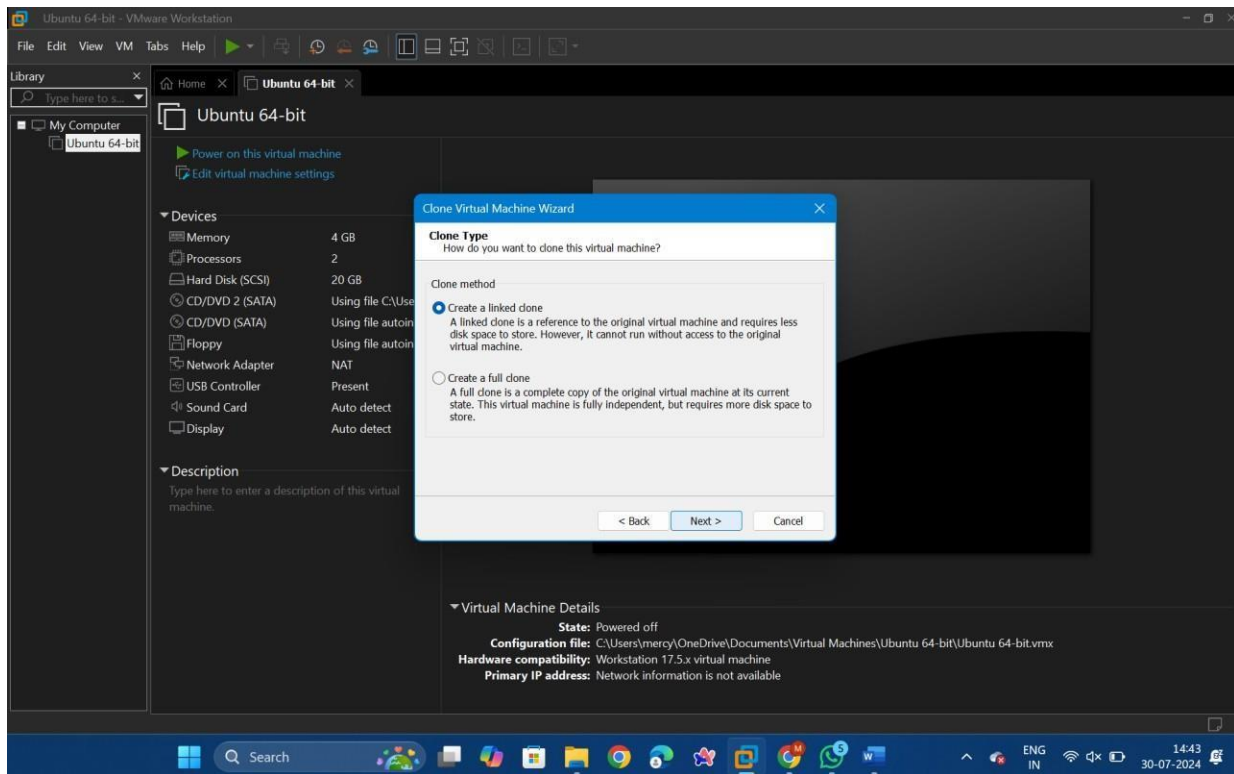 Ubuntu 64-bit - VMware Workstation
File Edit View VM Tabs Help
Library
Type here to s...
My Computer
Ubuntu 64-bit
Home
Ubuntu 64-bit
Ubuntu 64-bit
Power on this virtual machine
Edit virtual machine settings
Devices
Memory 4 GB
Processors 2
Hard Disk (SCSI) 20 GB
CD/DVD 2 (SATA) Using file C:\Use
CD/DVD (SATA) Using file autoin
Floppy Using file autoin
Network Adapter NAT
USB Controller Present
Sound Card Auto detect
Display Auto detect
Description
Type here to enter a description of this virtual
machine.
Clone Virtual Machine Wizard
Clone Type
How do you want to clone this virtual machine?
Clone method
Create a linked clone
A linked clone is a reference to the original virtual machine and requires less
disk space to store. However, it cannot run without access to the original
virtual machine.
Create a full clone
A full clone is a complete copy of the original virtual machine at its current
state. This virtual machine is fully independent, but requires more disk space to
store.
< Back Next > Cancel
Virtual Machine Details
State: Powered off
Configuration file: C:\Users\mercy\OneDrive\Documents\Virtual Machines\Ubuntu 64-bit\Ubuntu 64-bit.vmx
Hardware compatibility: Workstation 17.5.x virtual machine
Primary IP address: Network information is not available
Search
5
ENG
IN
14:43
30-07-2024